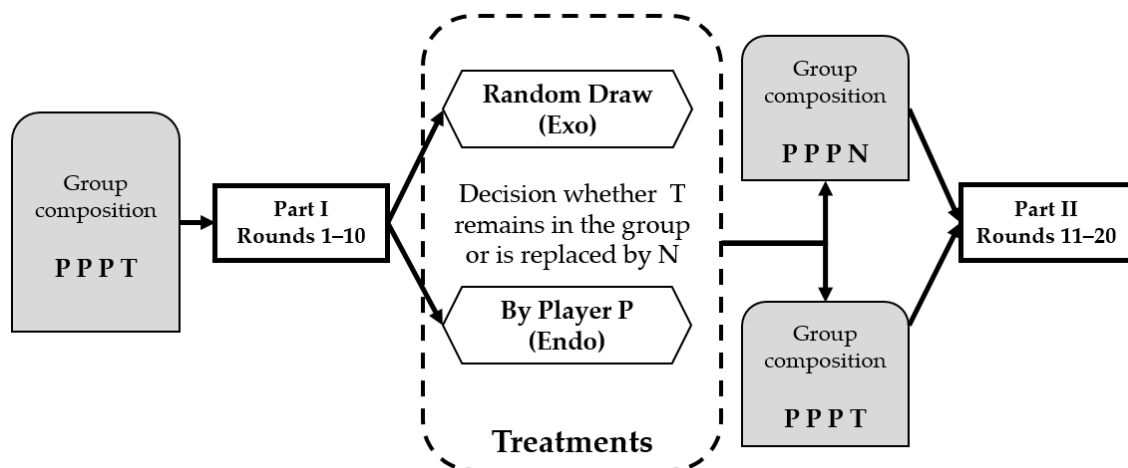 Group
composition
P P P T
Part I
Rounds 1–10
Random Draw
(Exo)
Decision whether T
remains in the group
or is replaced by N
By Player P
(Endo)
Treatments
Group
composition
P P P N
Group
composition
P P P T
Part II
Rounds 11–20